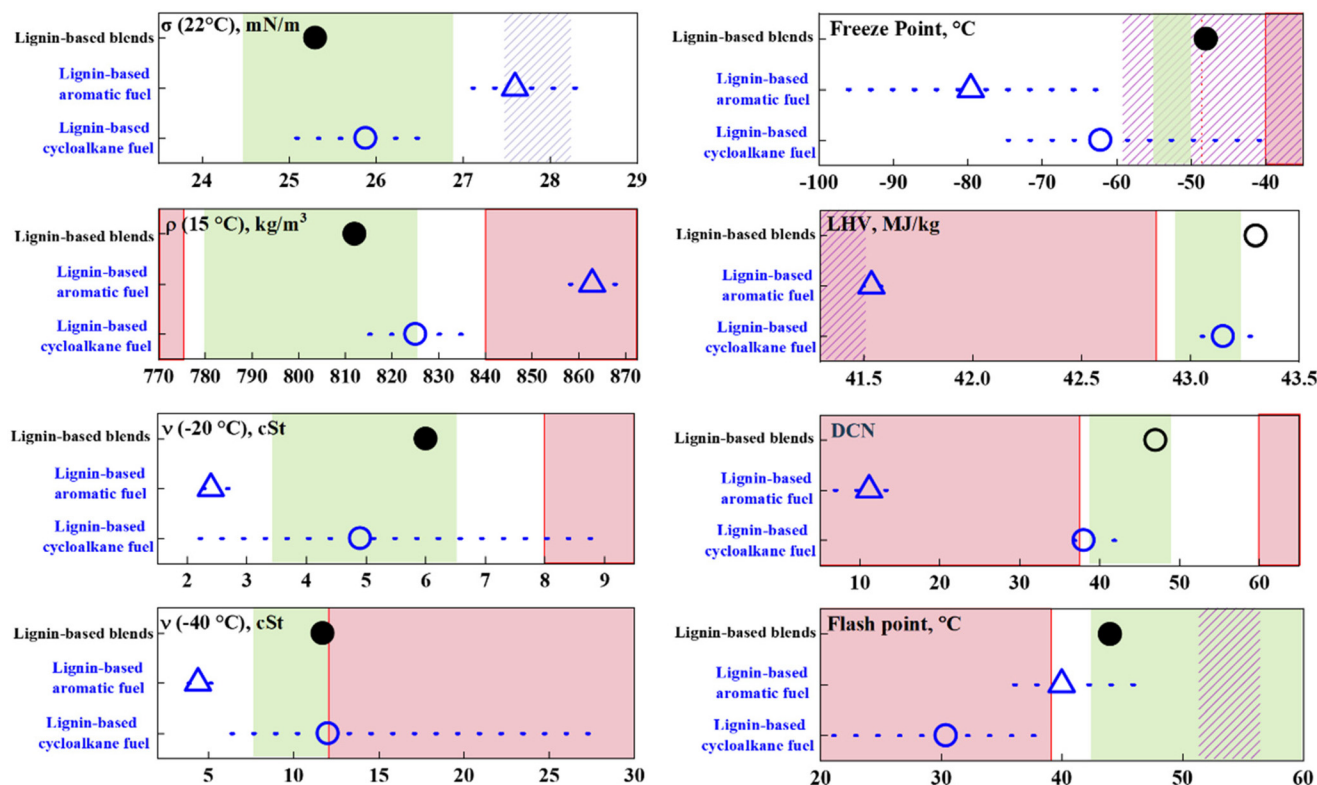 σ (22°C), mN/m
Lignin-based blends
Lignin-based
aromatic fuel
Lignin-based
cycloalkane fuel
24 25 26 27 28 29
Freeze Point, °C
Lignin-based blends
Lignin-based
aromatic fuel
Lignin-based
cycloalkane fuel
-100 -90 -80 -70 -60 -50 -40
ρ (15 °C), kg/m³
Lignin-based blends
Lignin-based
aromatic fuel
Lignin-based
cycloalkane fuel
770 780 790 800 810 820 830 840 850 860 870
LHV, MJ/kg
Lignin-based blends
Lignin-based
aromatic fuel
Lignin-based
cycloalkane fuel
41.5 42.0 42.5 43.0 43.5
ν (-20 °C), cSt
Lignin-based blends
Lignin-based
aromatic fuel
Lignin-based
cycloalkane fuel
2 3 4 5 6 7 8 9
DCN
Lignin-based blends
Lignin-based
aromatic fuel
Lignin-based
cycloalkane fuel
10 20 30 40 50 60
ν (-40 °C), cSt
Lignin-based blends
Lignin-based
aromatic fuel
Lignin-based
cycloalkane fuel
5 10 15 20 25 30
Flash point, °C
Lignin-based blends
Lignin-based
aromatic fuel
Lignin-based
cycloalkane fuel
20 30 40 50 60